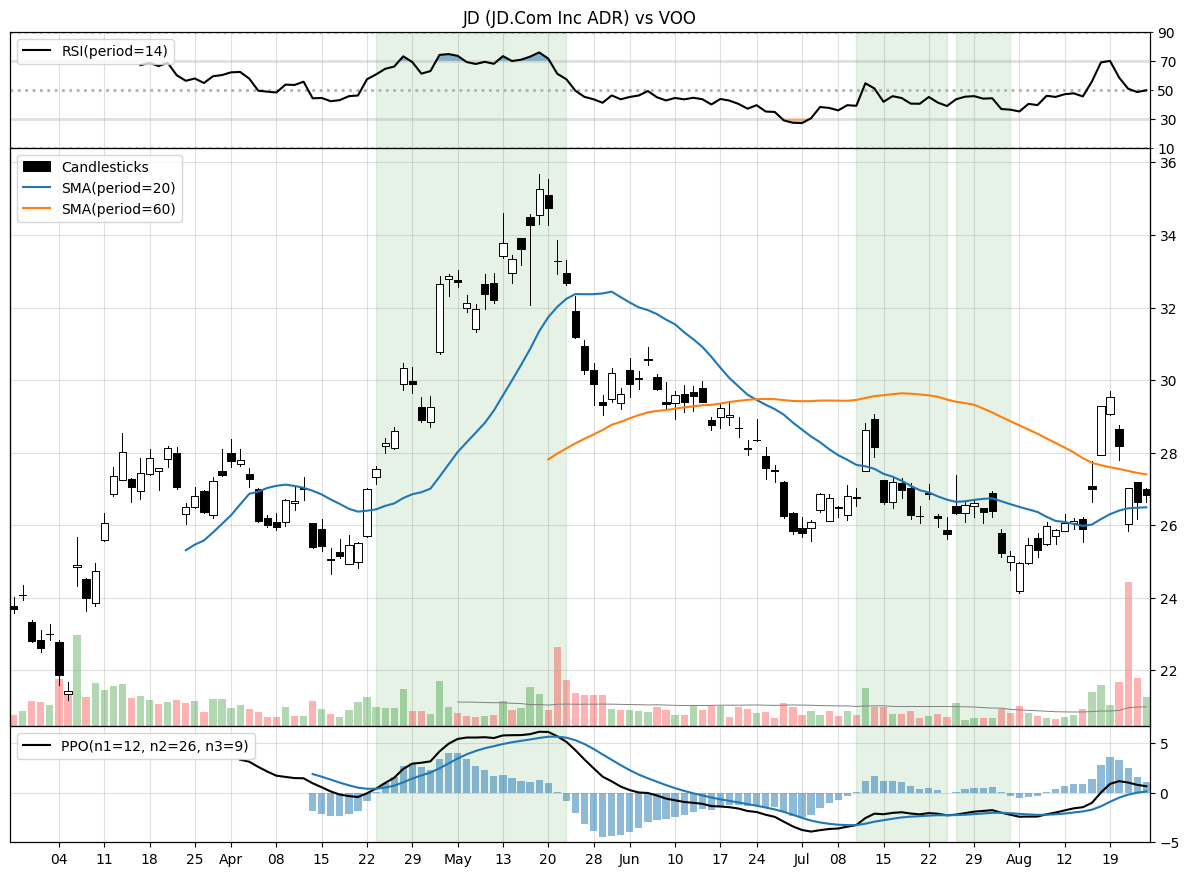 JD (JD.Com Inc ADR) vs VOO
RSI(period=14)
90
70
50
30
10
Candlesticks
SMA(period=20)
SMA(period=60)
36
34
32
30
28
26
24
22
PPO(n1=12, n2=26, n3=9)
5
0
−5
04 11 18 25 Apr 08 15 22 29 May 13 20 28 Jun 10 17 24 Jul 08 15 22 29 Aug 12 19